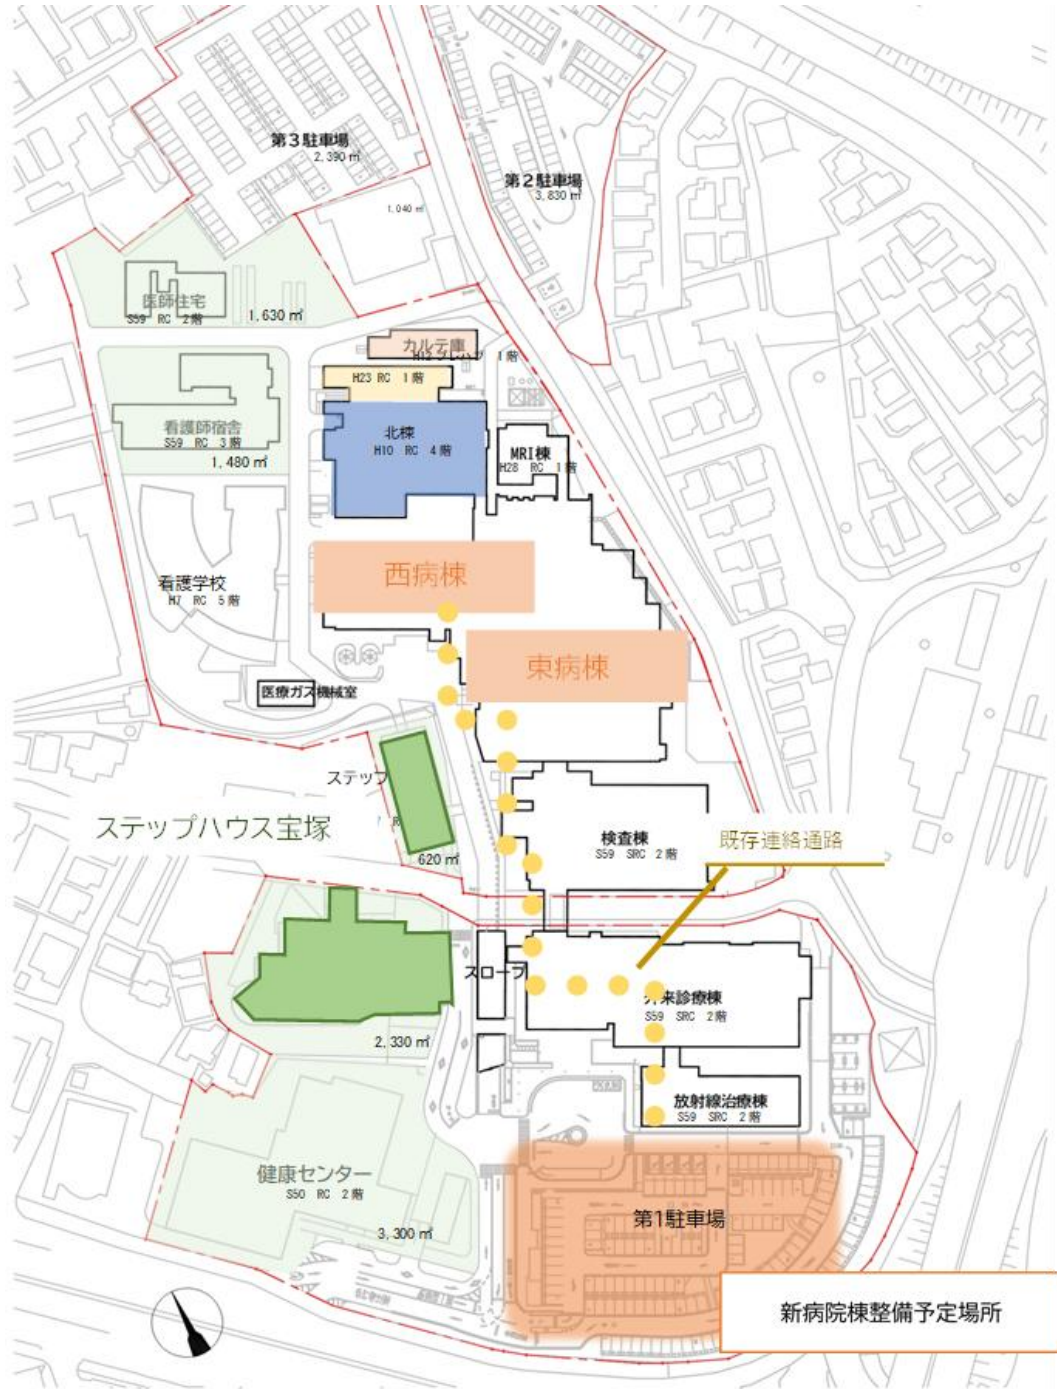 第3駐車場
2,390㎡
第2駐車場
3,830㎡
1,040㎡
医師住宅
S59 RC 2階
1,630㎡
カルテ庫
H12 プレハブ 1階
H23 RC 1階
看護師宿舎
S59 RC 3階
1,480㎡
北棟
H10 RC 4階
MRI棟
H28 RC 1階
西病棟
看護学校
H7 RC 5階
東病棟
医療ガス機械室
ステップ
ステップハウス宝塚
620㎡
検査棟
S59 SRC 2階
既存連絡通路
スロープ
外来診療棟
S59 SRC 2階
2,330㎡
放射線治療棟
S59 SRC 2階
健康センター
S50 RC 2階
3,300㎡
第1駐車場
新病院棟整備予定場所